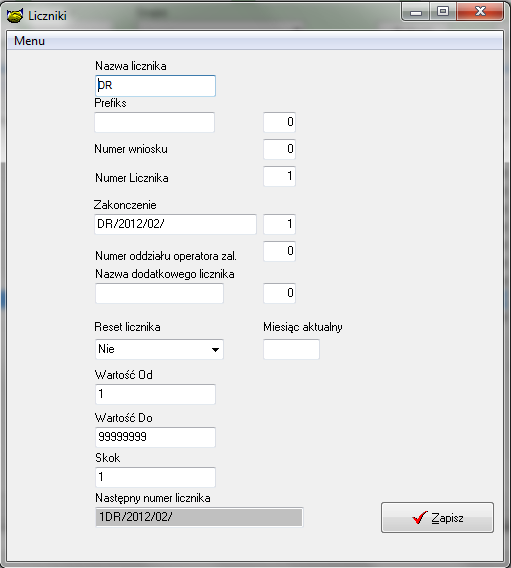 Liczniki
Menu
Nazwa licznika
DR
Prefiks
0
Numer wniosku 0
Numer Licznika 1
Zakonczenie
DR/2012/02/ 1
Numer oddziału operatora zal. 0
Nazwa dodatkowego licznika
0
Reset licznika Miesiąc aktualny
Nie
Wartość Od
1
Wartość Do
99999999
Skok
1
Następny numer licznika
1DR/2012/02/ Zapisz